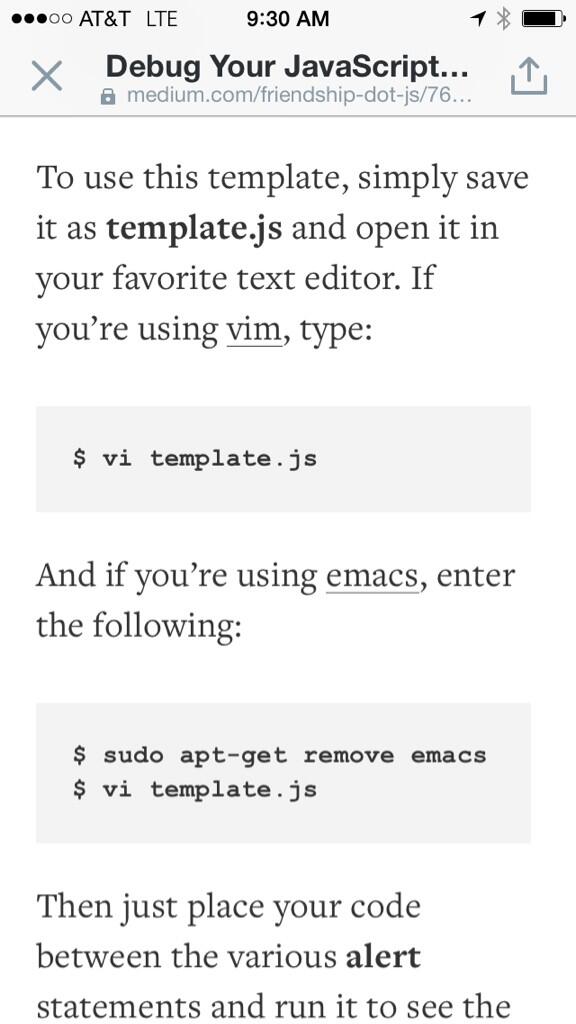 AT&T LTE 9:30 AM
Debug Your JavaScript...
medium.com/friendship-dot-js/76...
To use this template, simply save
it as template.js and open it in
your favorite text editor. If
you’re using vim, type:
$ vi template.js
And if you’re using emacs, enter
the following:
$ sudo apt-get remove emacs
$ vi template.js
Then just place your code
between the various alert
statements and run it to see the